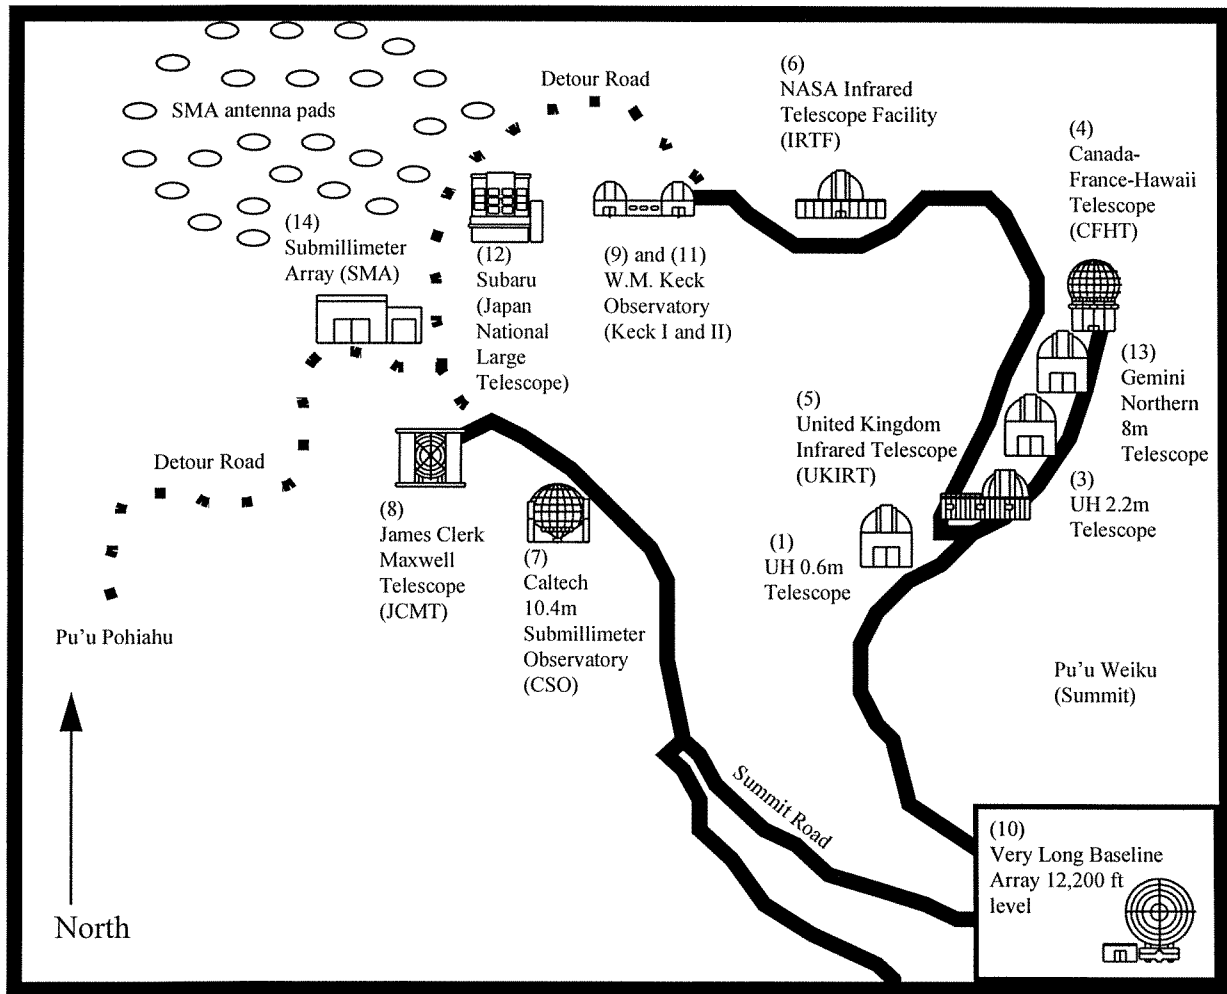 Detour Road
SMA antenna pads
(6)
NASA Infrared
Telescope Facility
(IRTF)
(4)
Canada-
France-Hawaii
Telescope
(CFHT)
(14)
Submillimeter
Array (SMA)
(12)
Subaru
(Japan
National
Large
Telescope)
(9) and (11)
W.M. Keck
Observatory
(Keck I and II)
(13)
Gemini
Northern
8m
Telescope
(5)
United Kingdom
Infrared Telescope
(UKIRT)
Detour Road
(3)
UH 2.2m
Telescope
(8)
James Clerk
Maxwell
Telescope
(JCMT)
(7)
Caltech
10.4m
Submillimeter
Observatory
(CSO)
(1)
UH 0.6m
Telescope
Pu'u Pohiahu
Pu'u Weiku
(Summit)
Summit Road
(10)
Very Long Baseline
Array 12,200 ft
level
North